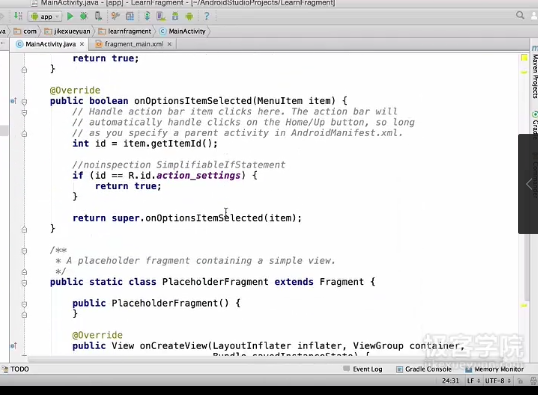 MainActivity.java - [app] - LearnFragment - [~/AndroidStudioProjects/LearnFragment]
app
com jikexueyuan learnfragment MainActivity
MainActivity.java × fragment_main.xml ×
return true;
}
@Override
public boolean onOptionsItemSelected(MenuItem item) {
// Handle action bar item clicks here. The action bar will
// automatically handle clicks on the Home/Up button, so long
// as you specify a parent activity in AndroidManifest.xml.
int id = item.getItemId();
//noinspection SimplifiableIfStatement
if (id == R.id.action_settings) {
return true;
}
return super.onOptionsItemSelected(item);
}
/**
* A placeholder fragment containing a simple view.
*/
public static class PlaceholderFragment extends Fragment {
public PlaceholderFragment() {
}
@Override
public View onCreateView(LayoutInflater inflater, ViewGroup container,
Bundle savedInstanceState) {
Maven Projects
极客学院
TODO Event Log Gradle Console Memory Monitor
24:31 LF UTF-8